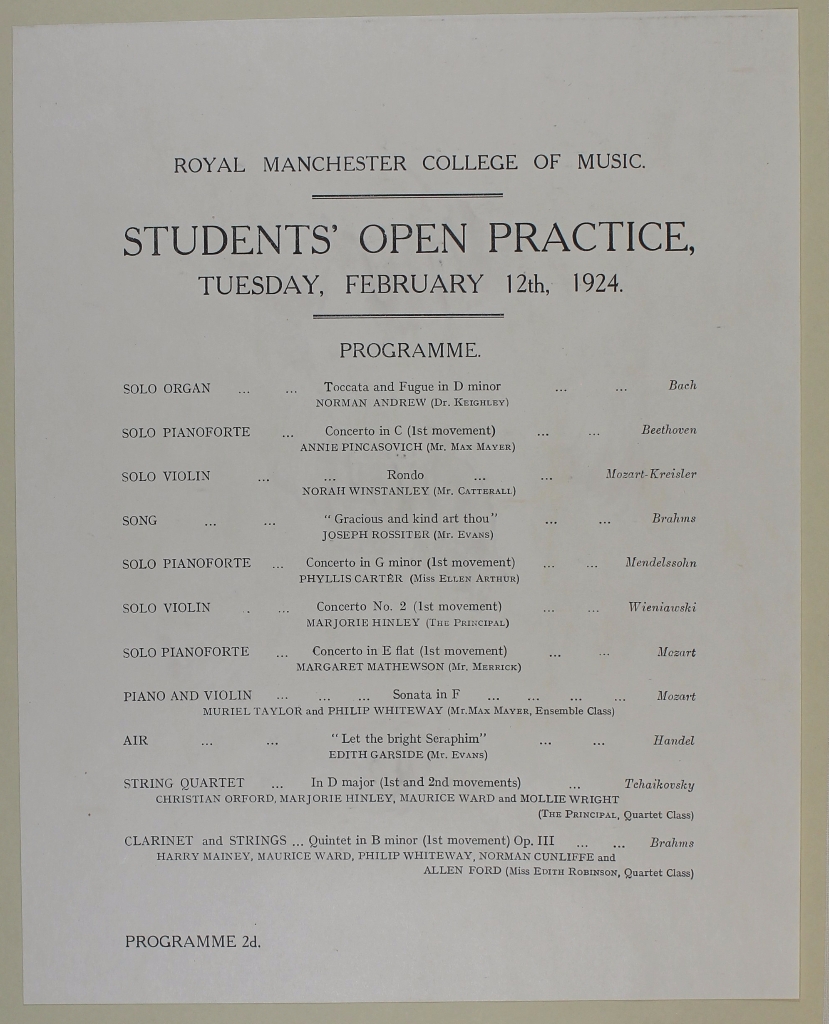 ROYAL MANCHESTER COLLEGE OF MUSIC.
STUDENTS' OPEN PRACTICE,
TUESDAY, FEBRUARY 12th, 1924.
PROGRAMME.
SOLO ORGAN ... ... Toccata and Fugue in D minor ... ... Bach
NORMAN ANDREW (Dr. Keighley)
SOLO PIANOFORTE ... Concerto in C (1st movement) ... ... Beethoven
ANNIE PINCASOVICH (Mr. Max Mayer)
SOLO VIOLIN ... ... Rondo ... ... Mozart-Kreisler
NORAH WINSTANLEY (Mr. Catterall)
SONG ... ... "Gracious and kind art thou" ... ... Brahms
JOSEPH ROSSITER (Mr. Evans)
SOLO PIANOFORTE ... Concerto in G minor (1st movement) ... ... Mendelssohn
PHYLLIS CARTER (Miss Ellen Arthur)
SOLO VIOLIN . ... Concerto No. 2 (1st movement) ... ... Wieniawski
MARJORIE HINLEY (The Principal)
SOLO PIANOFORTE ... Concerto in E flat (1st movement) ... ... Mozart
MARGARET MATHEWSON (Mr. Merrick)
PIANO AND VIOLIN ... ... ... Sonata in F ... ... ... ... Mozart
MURIEL TAYLOR and PHILIP WHITEWAY (Mr. Max Mayer, Ensemble Class)
AIR ... ... "Let the bright Seraphim" ... ... Handel
EDITH GARSIDE (Mr. Evans)
STRING QUARTET ... In D major (1st and 2nd movements) ... Tchaikovsky
CHRISTIAN ORFORD, MARJORIE HINLEY, MAURICE WARD and MOLLIE WRIGHT
(The Principal, Quartet Class)
CLARINET and STRINGS ... Quintet in B minor (1st movement) Op. III ... ... Brahms
HARRY MAINEY, MAURICE WARD, PHILIP WHITEWAY, NORMAN CUNLIFFE and
ALLEN FORD (Miss Edith Robinson, Quartet Class)
PROGRAMME 2d.